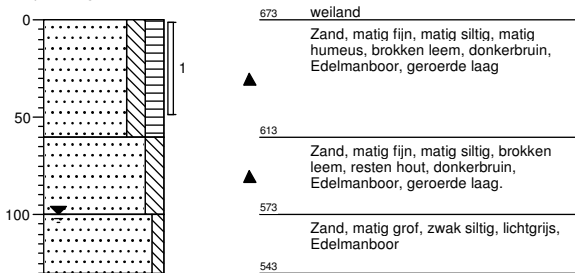 0
50
100
1
673 weiland
Zand, matig fijn, matig siltig, matig
humeus, brokken leem, donkerbruin,
Edelmanboor, geroerde laag
613
Zand, matig fijn, matig siltig, brokken
leem, resten hout, donkerbruin,
Edelmanboor, geroerde laag.
573
Zand, matig grof, zwak siltig, lichtgrijs,
Edelmanboor
543